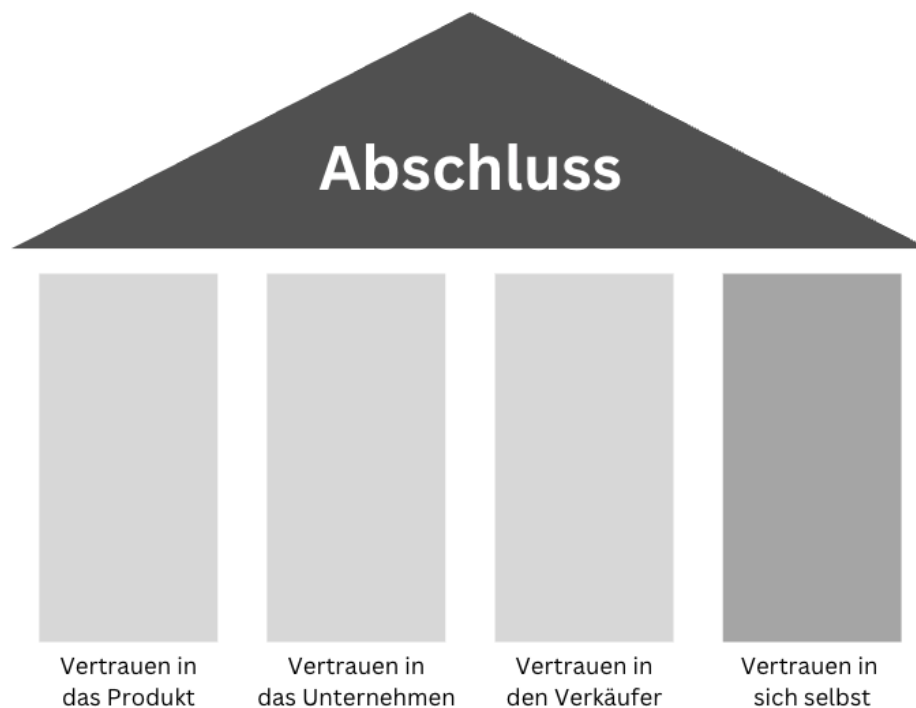 Abschluss
Vertrauen in
das Produkt
Vertrauen in
das Unternehmen
Vertrauen in
den Verkäufer
Vertrauen in
sich selbst